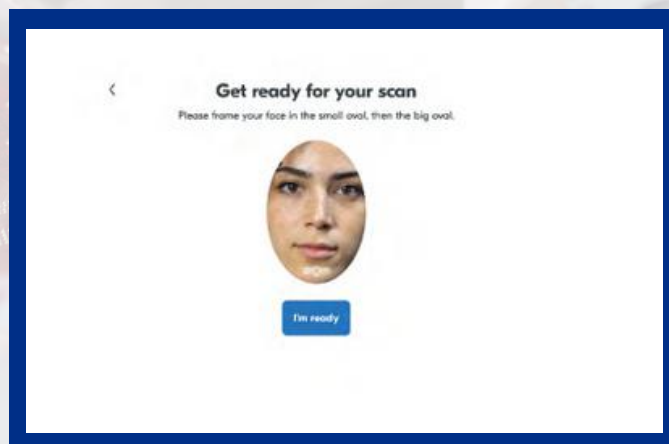 Get ready for your scan
Please frame your face in the small oval, then the big oval.
I'm ready